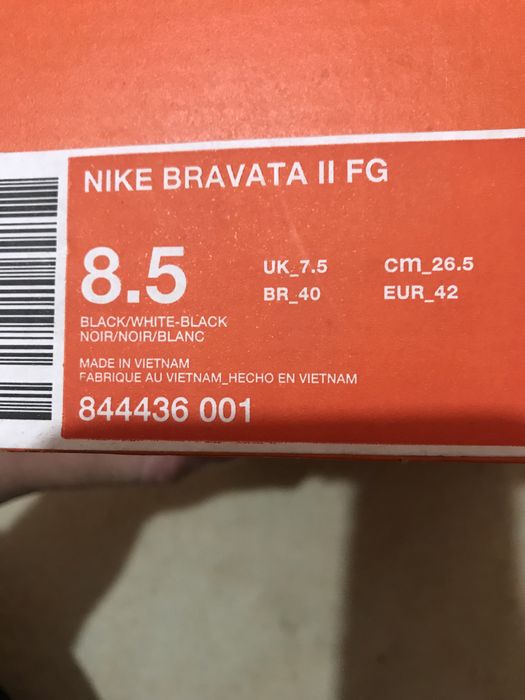 NIKE BRAVATA II FG
8.5
UK_7.5 cm_26.5
BR_40 EUR_42
BLACK/WHITE-BLACK
NOIR/NOIR/BLANC
MADE IN VIETNAM
FABRIQUE AU VIETNAM_HECHO EN VIETNAM
844436 001